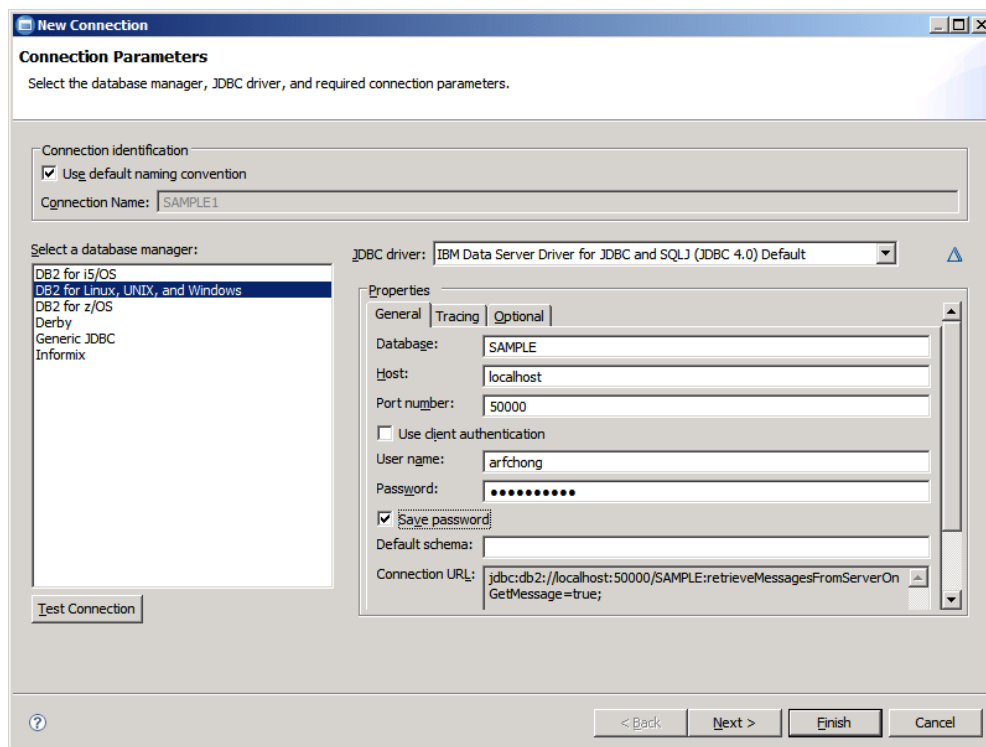 New Connection
Connection Parameters
Select the database manager, JDBC driver, and required connection parameters.
Connection identification
Use default naming convention
Connection Name: SAMPLE1
Select a database manager:
DB2 for i5/OS
DB2 for Linux, UNIX, and Windows
DB2 for z/OS
Derby
Generic JDBC
Informix
Test Connection
JDBC driver: IBM Data Server Driver for JDBC and SQLJ (JDBC 4.0) Default
Properties
General Tracing Optional
Database: SAMPLE
Host: localhost
Port number: 50000
Use client authentication
User name: arfchong
Password: ●●●●●●●●●●
Save password
Default schema:
Connection URL: jdbc:db2://localhost:50000/SAMPLE:retrieveMessagesFromServerOn
GetMessage=true;
?
< Back Next > Finish Cancel